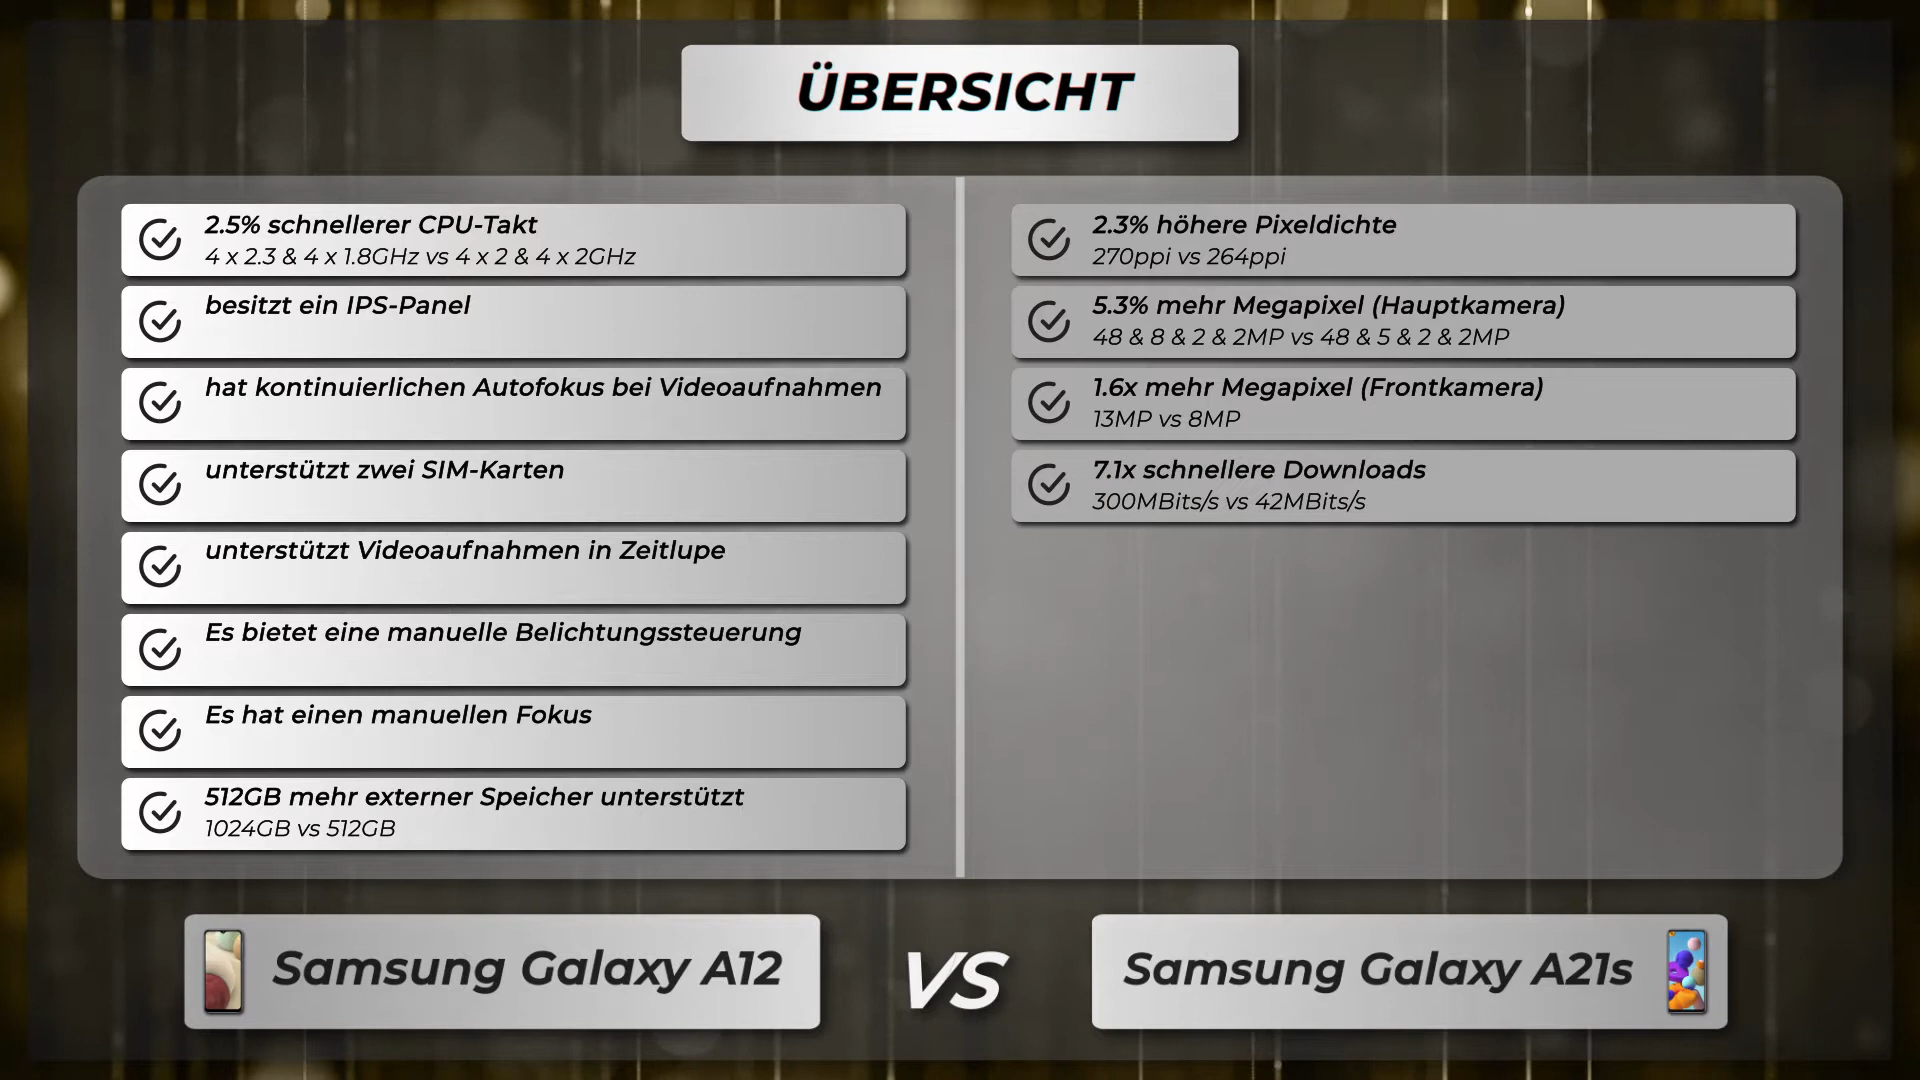 ÜBERSICHT
2.5% schnellerer CPU-Takt
4 x 2.3 & 4 x 1.8GHz vs 4 x 2 & 4 x 2GHz
besitzt ein IPS-Panel
hat kontinuierlichen Autofokus bei Videoaufnahmen
unterstützt zwei SIM-Karten
unterstützt Videoaufnahmen in Zeitlupe
Es bietet eine manuelle Belichtungssteuerung
Es hat einen manuellen Fokus
512GB mehr externer Speicher unterstützt
1024GB vs 512GB
2.3% höhere Pixeldichte
270ppi vs 264ppi
5.3% mehr Megapixel (Hauptkamera)
48 & 8 & 2 & 2MP vs 48 & 5 & 2 & 2MP
1.6x mehr Megapixel (Frontkamera)
13MP vs 8MP
7.1x schnellere Downloads
300MBits/s vs 42MBits/s
Samsung Galaxy A12
VS
Samsung Galaxy A21s